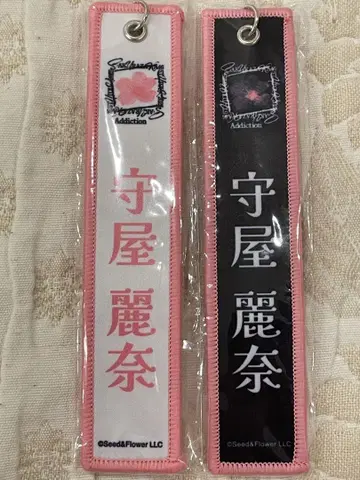 Addiction
守屋 麗奈
©Seed&Flower LLC
Addiction
守屋 麗奈
©Seed&Flower LLC